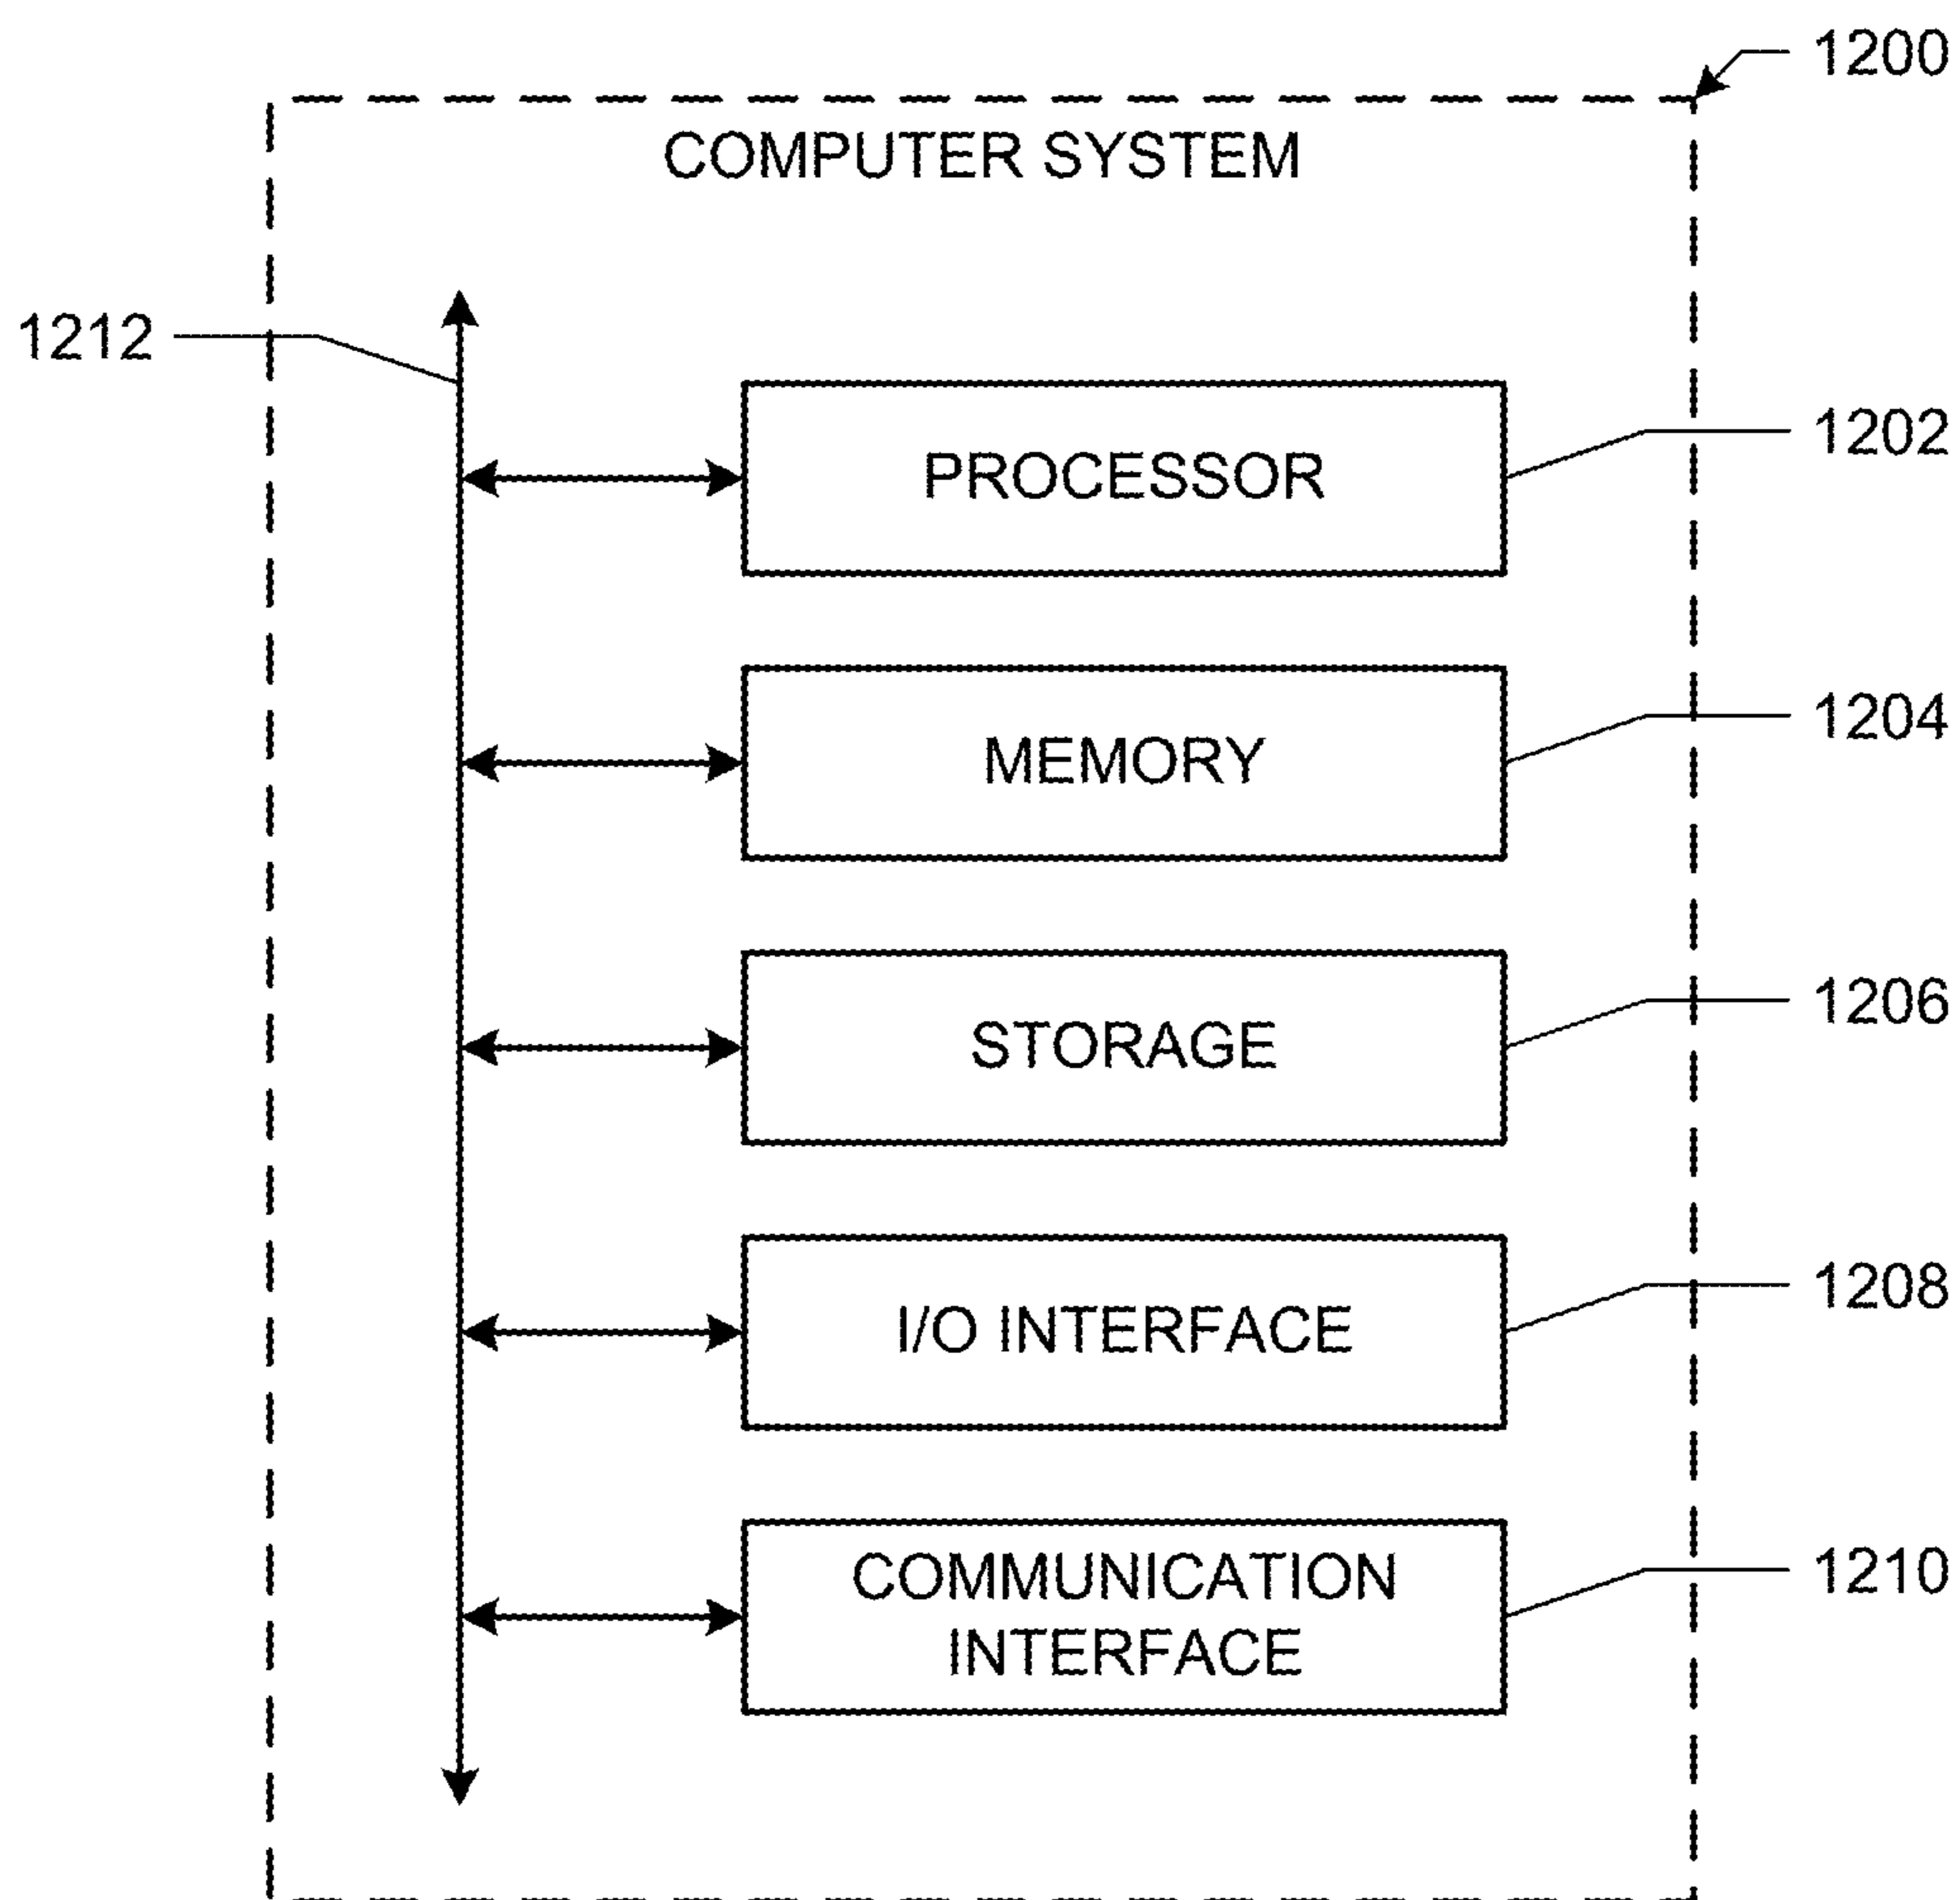 1200
COMPUTER SYSTEM
1212
PROCESSOR
1202
MEMORY
1204
STORAGE
1206
I/O INTERFACE
1208
COMMUNICATION
INTERFACE
1210